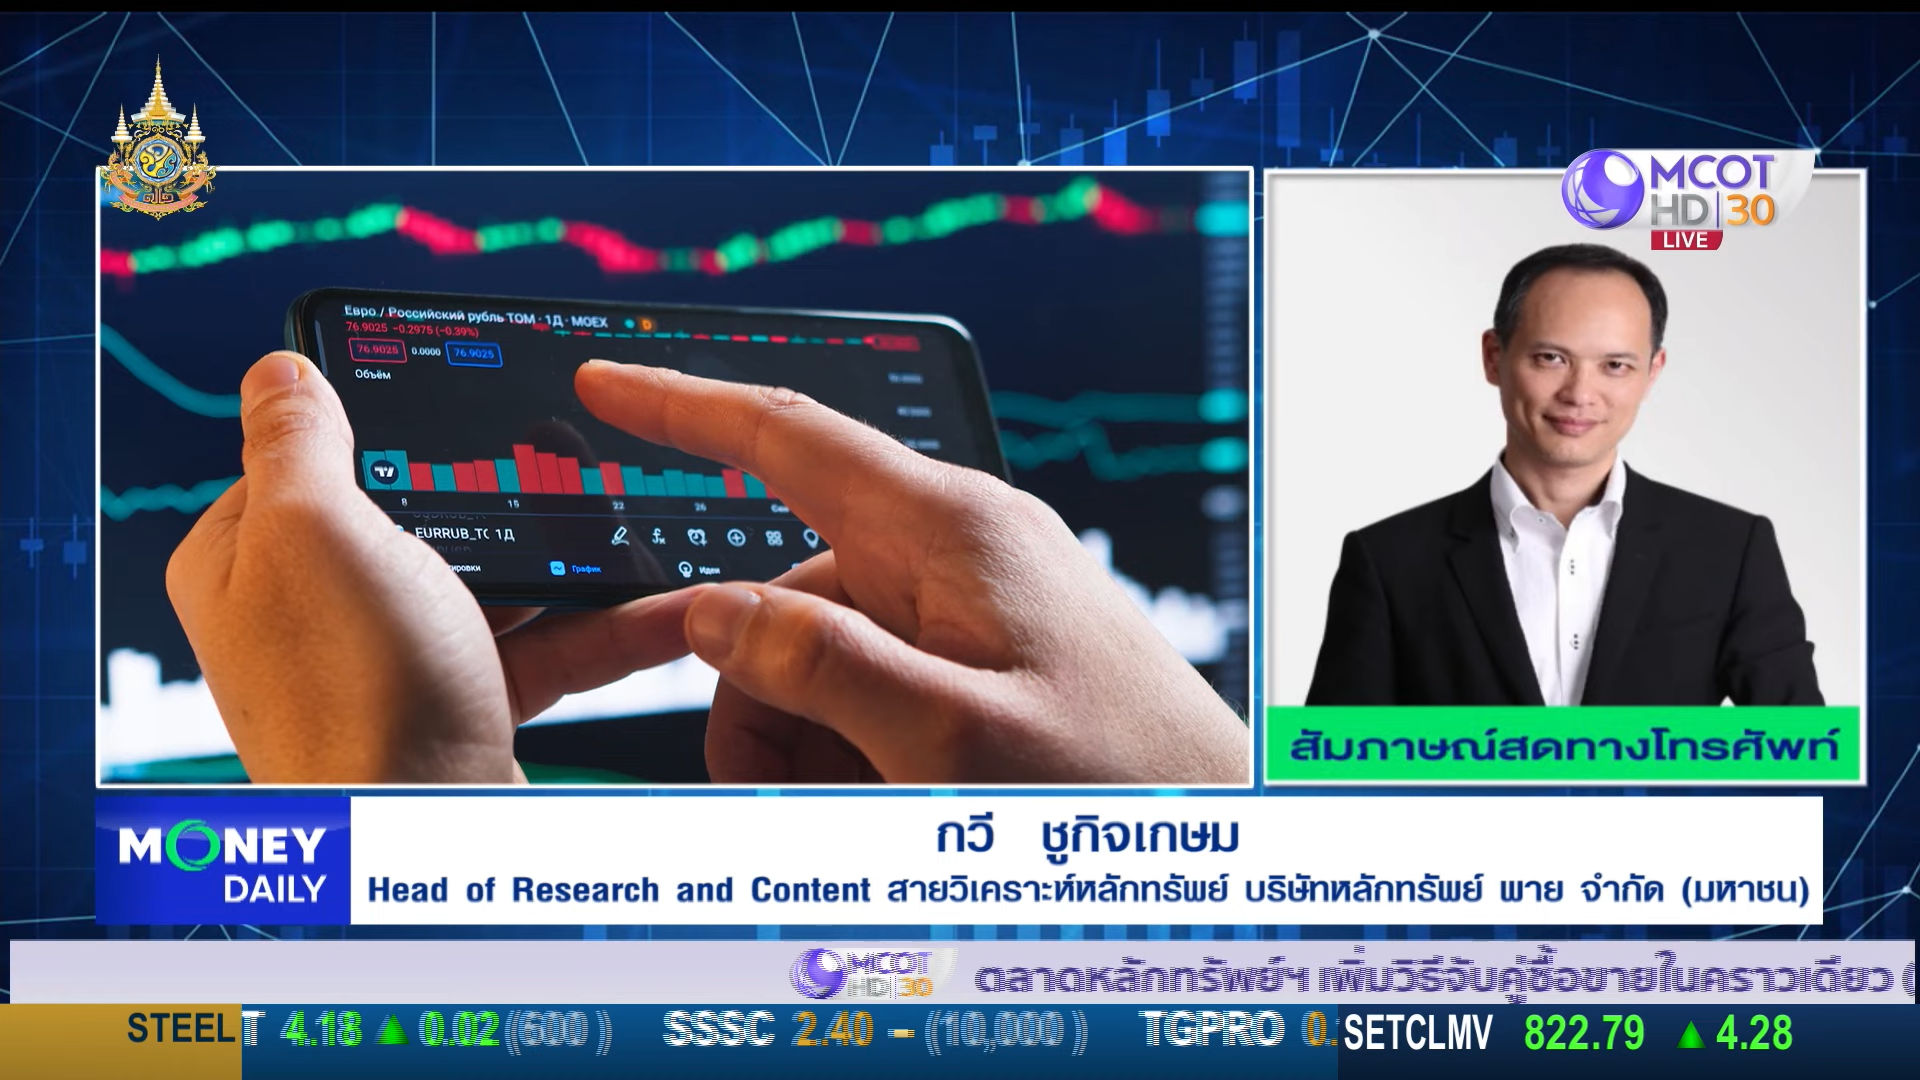 MCOT
HD 30
LIVE
Евро / Российский рубль ТОМ · 1Д · MOEX
76.9025 −0.2975 (−0.39%)
76.9025 0.0000 76.9025
Объём
8 15 22 26
EURRUB_TC 1Д
График Идеи
สัมภาษณ์สดทางโทรศัพท์
MONEY
DAILY
กวี ชูกิจเกษม
Head of Research and Content สายวิเคราะห์หลักทรัพย์ บริษัทหลักทรัพย์ พาย จำกัด (มหาชน)
MCOT
HD 30
ตลาดหลักทรัพย์ฯ เพิ่มวิธีจับคู่ซื้อขายในคราวเดียว (
STEEL T 4.18 ▲ 0.02 (600) SSSC 2.40 – (10,000) TGPRO 0. SETCLMV 822.79 ▲ 4.28